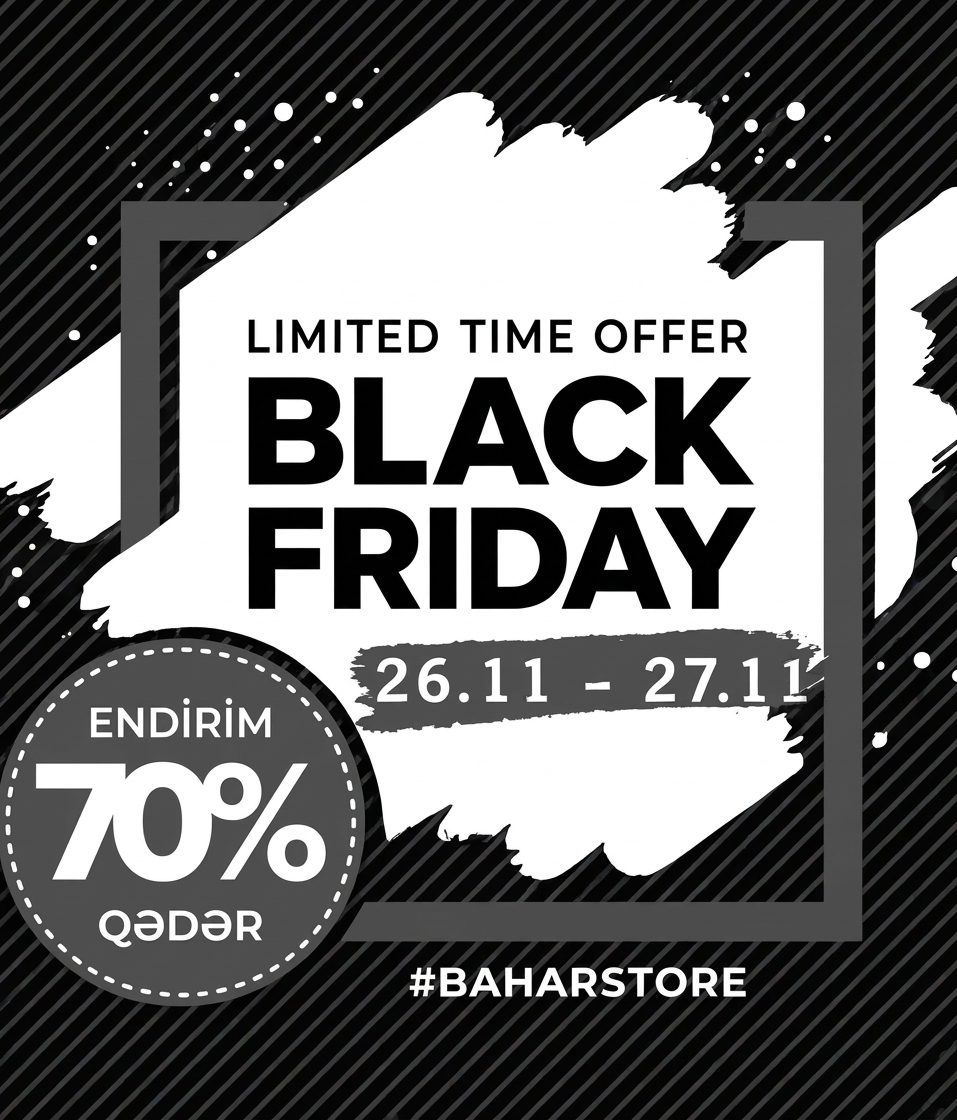 LIMITED TIME OFFER
BLACK
FRIDAY
26.11 - 27.11
ENDİRİM
70%
QƏDƏR
#BAHARSTORE